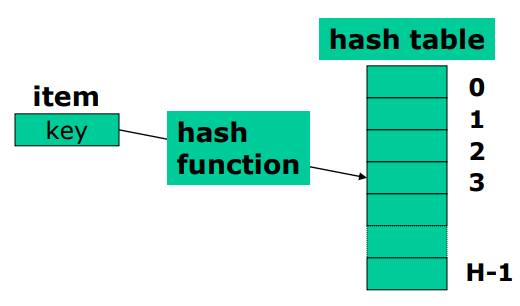 hash table
item
key
hash
function
0
1
2
3
H-1